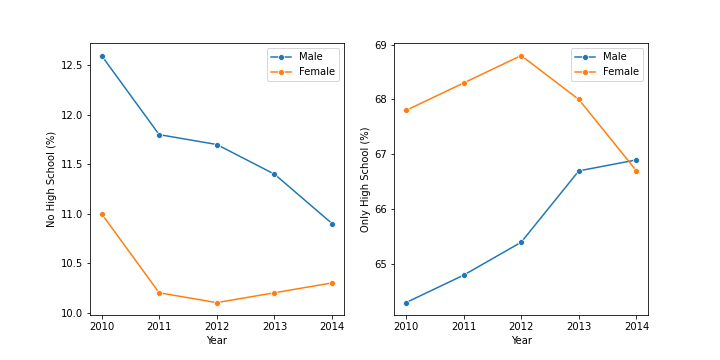 No High School (%)
12.5
12.0
11.5
11.0
10.5
10.0
2010 2011 2012 2013 2014
Year
Male
Female
Only High School (%)
69
68
67
66
65
2010 2011 2012 2013 2014
Year
Male
Female